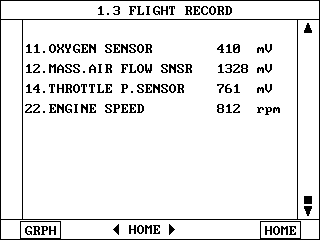 1.3 FLIGHT RECORD
11.OXYGEN SENSOR 410 mV
12.MASS.AIR FLOW SNSR 1328 mV
14.THROTTLE P.SENSOR 761 mV
22.ENGINE SPEED 812 rpm
GRPH ◀ HOME ▶ HOME